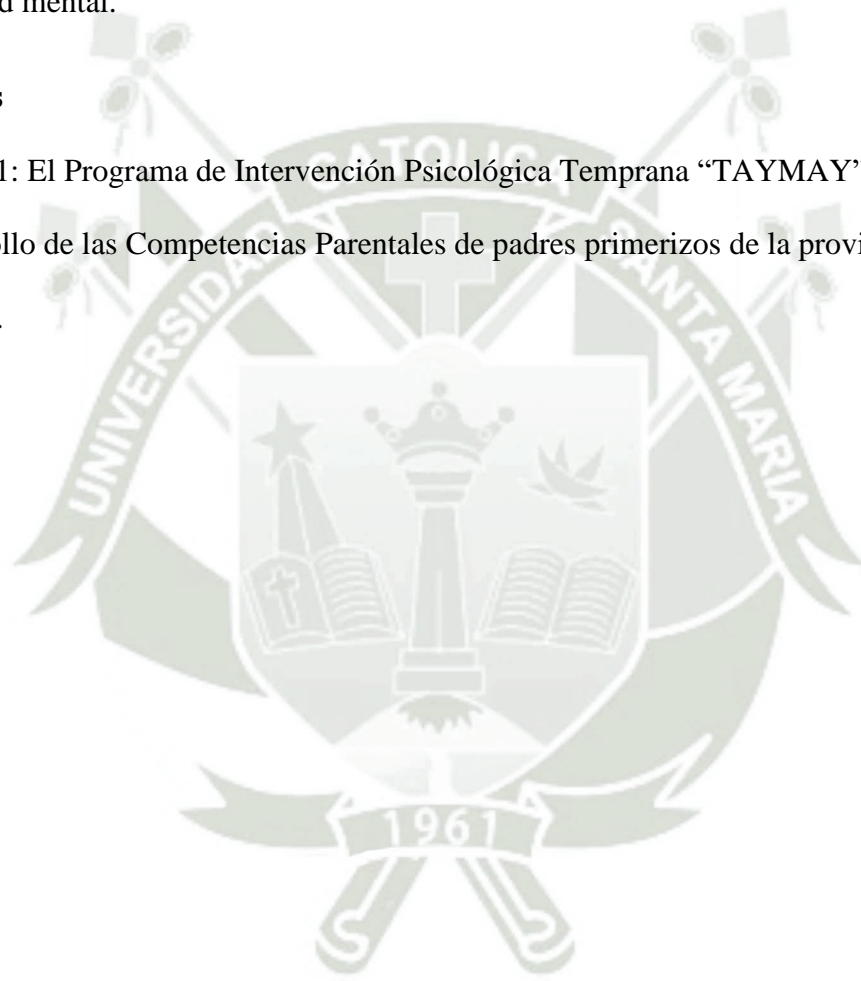 d mental.
s
1: El Programa de Intervención Psicológica Temprana “TAYMAY”
ollo de las Competencias Parentales de padres primerizos de la provi
.
UNIVERSIDAD CATOLICA SANTA MARIA
1961